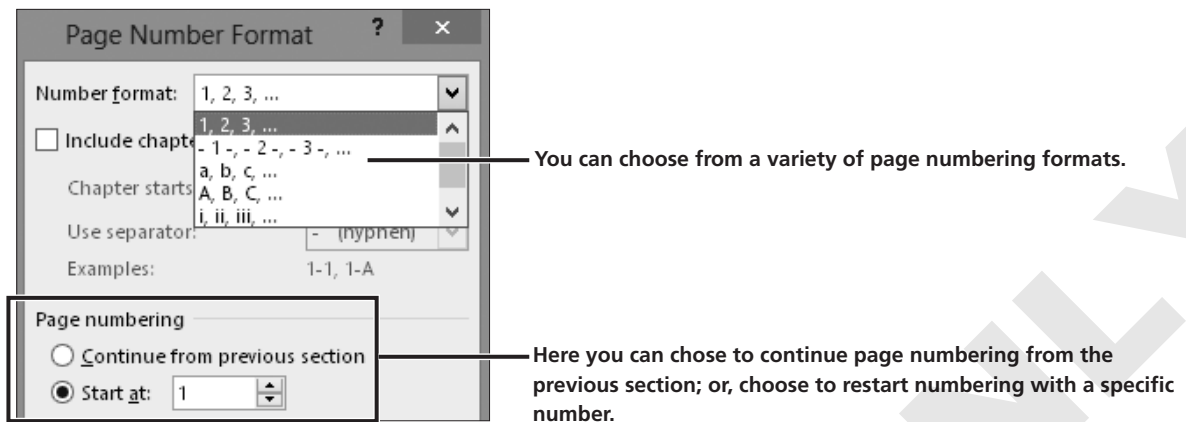 Page Number Format ? ×
Number format: 1, 2, 3, ...
1, 2, 3, ...
Include chapte
- 1 -, - 2 -, - 3 -, ...
You can choose from a variety of page numbering formats.
a, b, c, ...
Chapter starts
A, B, C, ...
i, ii, iii, ...
Use separator: - (hyphen)
Examples: 1-1, 1-A
Page numbering
Continue from previous section
Start at: 1
Here you can chose to continue page numbering from the
previous section; or, choose to restart numbering with a specific
number.